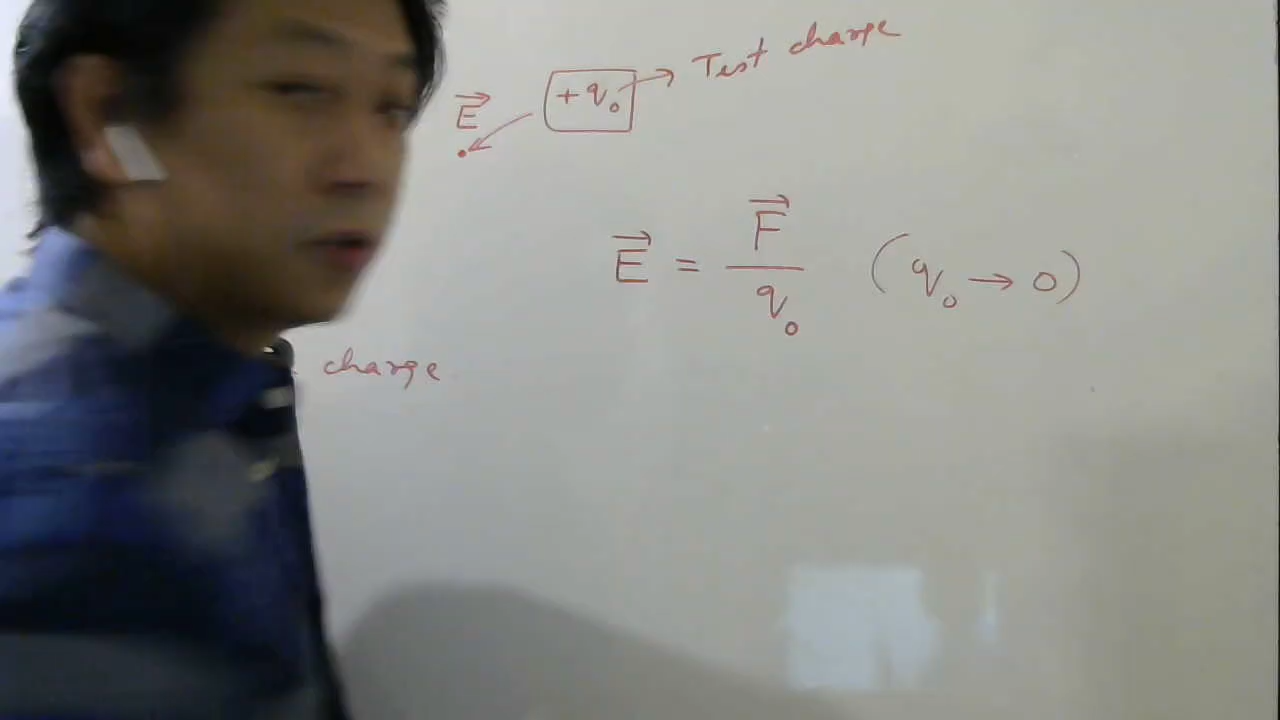 +q₀ → Test charge
E⃗
E⃗ = F⃗ / q₀ (q₀ → 0)
charge